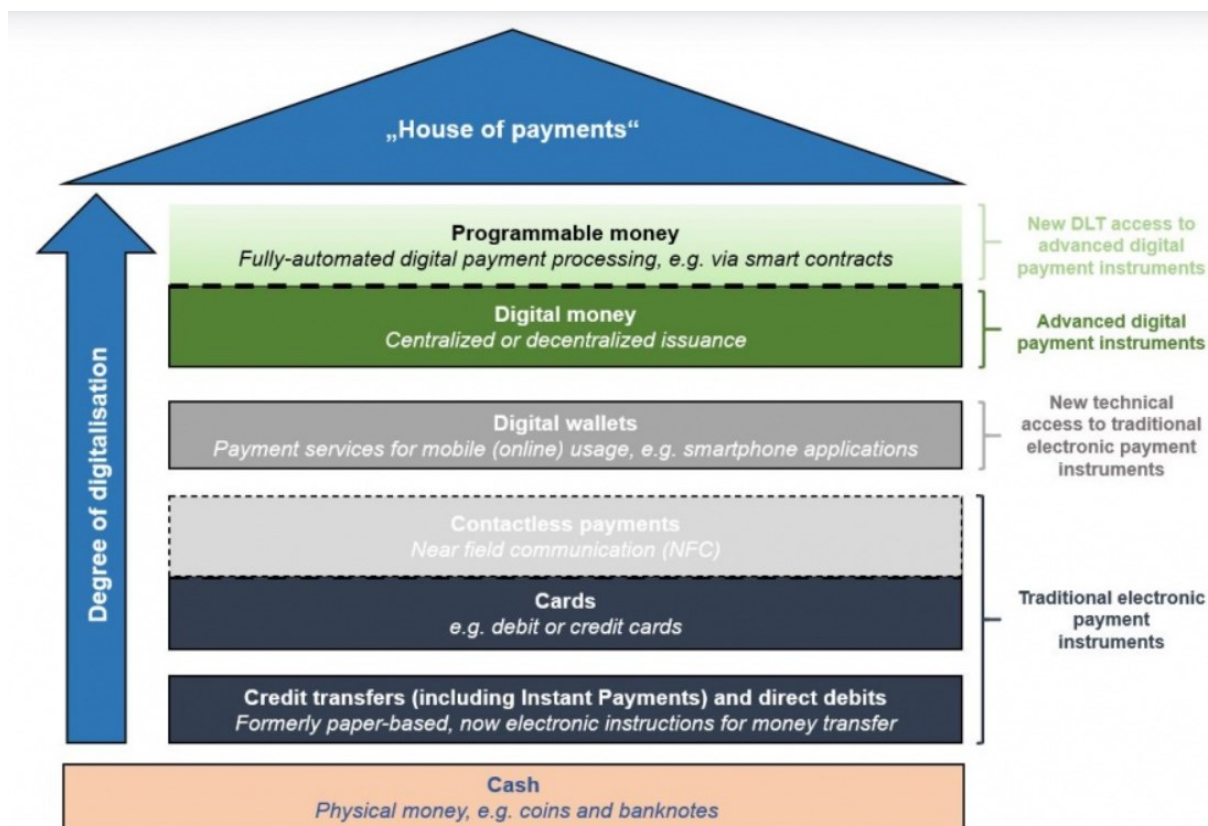 „House of payments“
Degree of digitalisation
Programmable money
Fully-automated digital payment processing, e.g. via smart contracts
New DLT access to
advanced digital
payment instruments
Digital money
Centralized or decentralized issuance
Advanced digital
payment instruments
Digital wallets
Payment services for mobile (online) usage, e.g. smartphone applications
New technical
access to traditional
electronic payment
instruments
Contactless payments
Near field communication (NFC)
Cards
e.g. debit or credit cards
Traditional electronic
payment
instruments
Credit transfers (including Instant Payments) and direct debits
Formerly paper-based, now electronic instructions for money transfer
Cash
Physical money, e.g. coins and banknotes